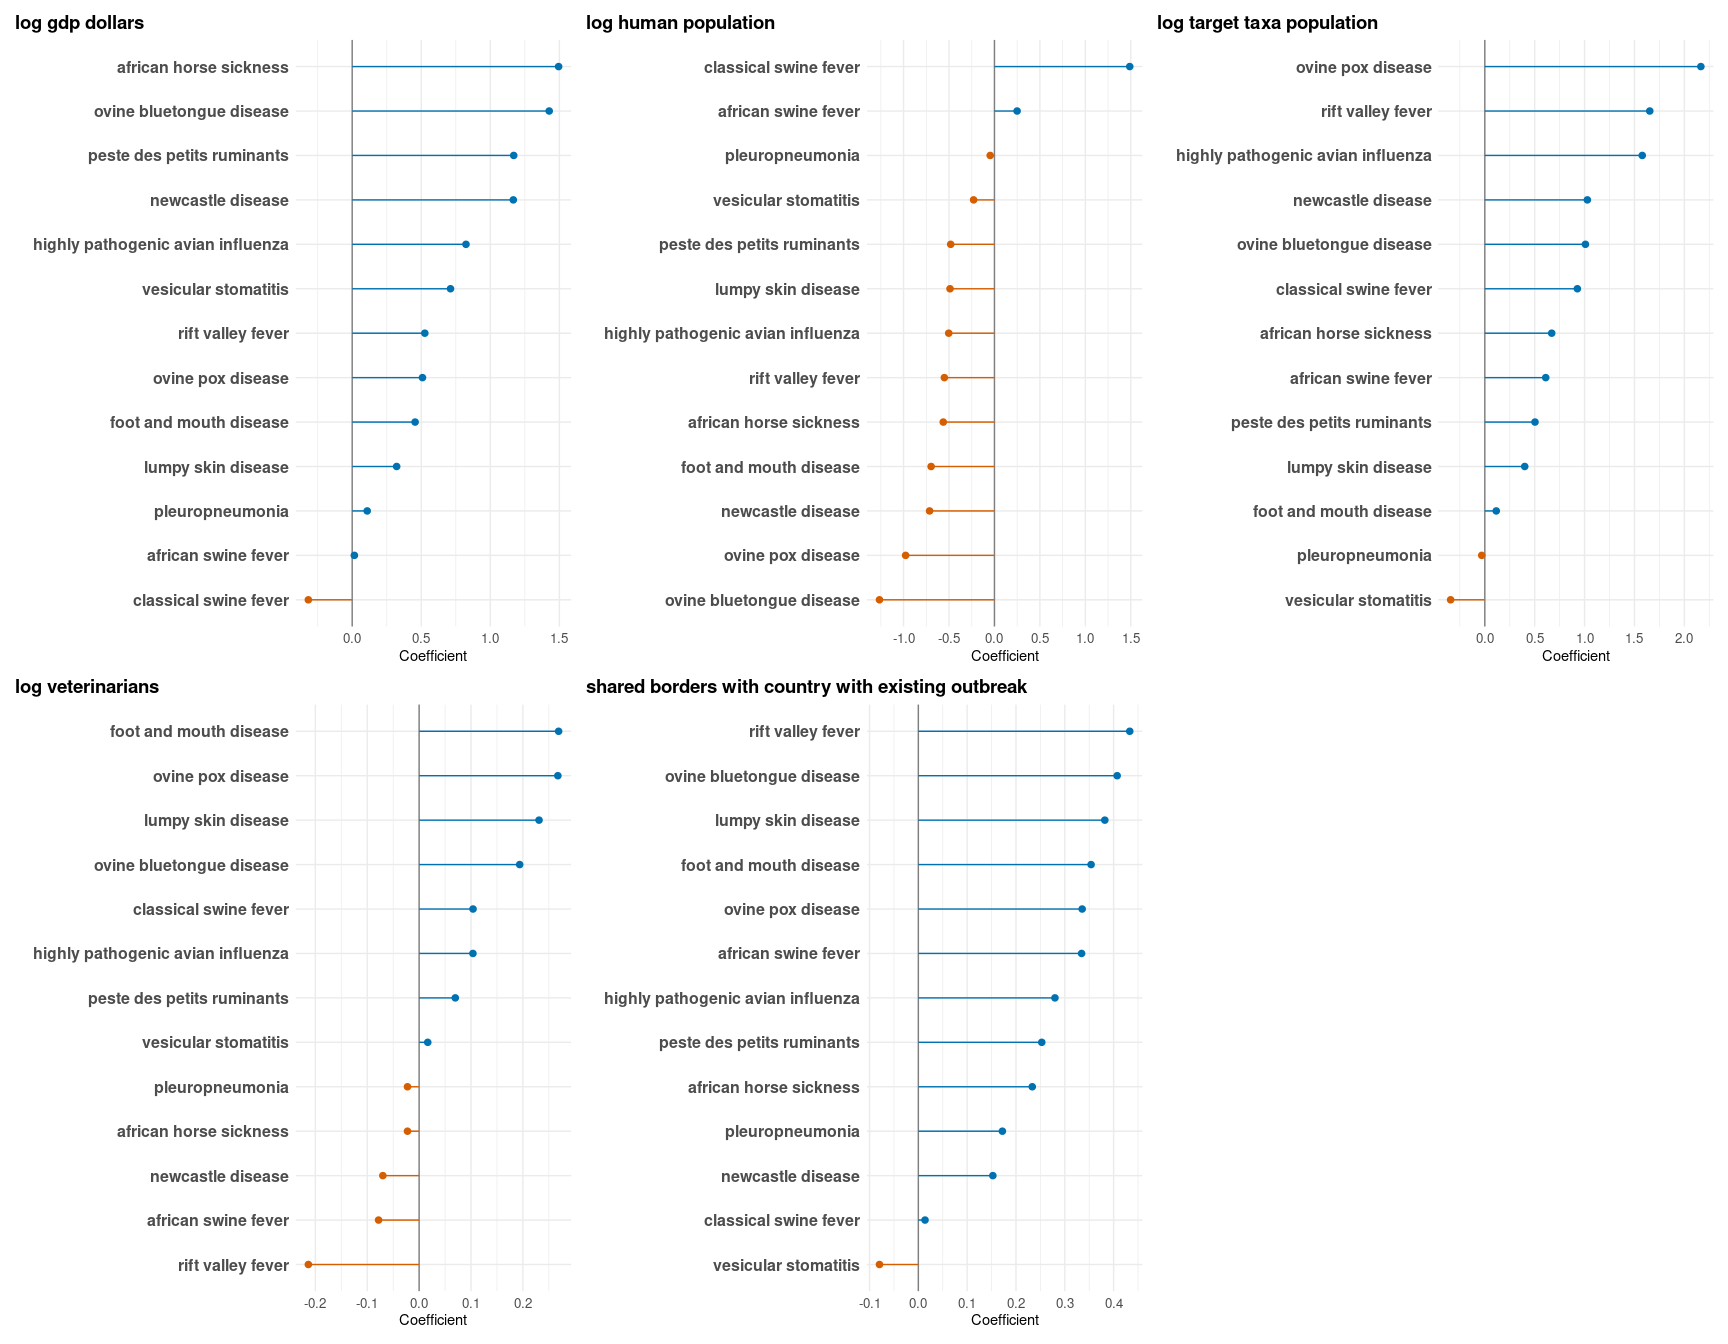 log gdp dollars
african horse sickness
ovine bluetongue disease
peste des petits ruminants
newcastle disease
highly pathogenic avian influenza
vesicular stomatitis
rift valley fever
ovine pox disease
foot and mouth disease
lumpy skin disease
pleuropneumonia
african swine fever
classical swine fever
0.0 0.5 1.0 1.5
Coefficient
log human population
classical swine fever
african swine fever
pleuropneumonia
vesicular stomatitis
peste des petits ruminants
lumpy skin disease
highly pathogenic avian influenza
rift valley fever
african horse sickness
foot and mouth disease
newcastle disease
ovine pox disease
ovine bluetongue disease
-1.0 -0.5 0.0 0.5 1.0 1.5
Coefficient
log target taxa population
ovine pox disease
rift valley fever
highly pathogenic avian influenza
newcastle disease
ovine bluetongue disease
classical swine fever
african horse sickness
african swine fever
peste des petits ruminants
lumpy skin disease
foot and mouth disease
pleuropneumonia
vesicular stomatitis
0.0 0.5 1.0 1.5 2.0
Coefficient
log veterinarians
foot and mouth disease
ovine pox disease
lumpy skin disease
ovine bluetongue disease
classical swine fever
highly pathogenic avian influenza
peste des petits ruminants
vesicular stomatitis
pleuropneumonia
african horse sickness
newcastle disease
african swine fever
rift valley fever
-0.2 -0.1 0.0 0.1 0.2
Coefficient
shared borders with country with existing outbreak
rift valley fever
ovine bluetongue disease
lumpy skin disease
foot and mouth disease
ovine pox disease
african swine fever
highly pathogenic avian influenza
peste des petits ruminants
african horse sickness
pleuropneumonia
newcastle disease
classical swine fever
vesicular stomatitis
-0.1 0.0 0.1 0.2 0.3 0.4
Coefficient